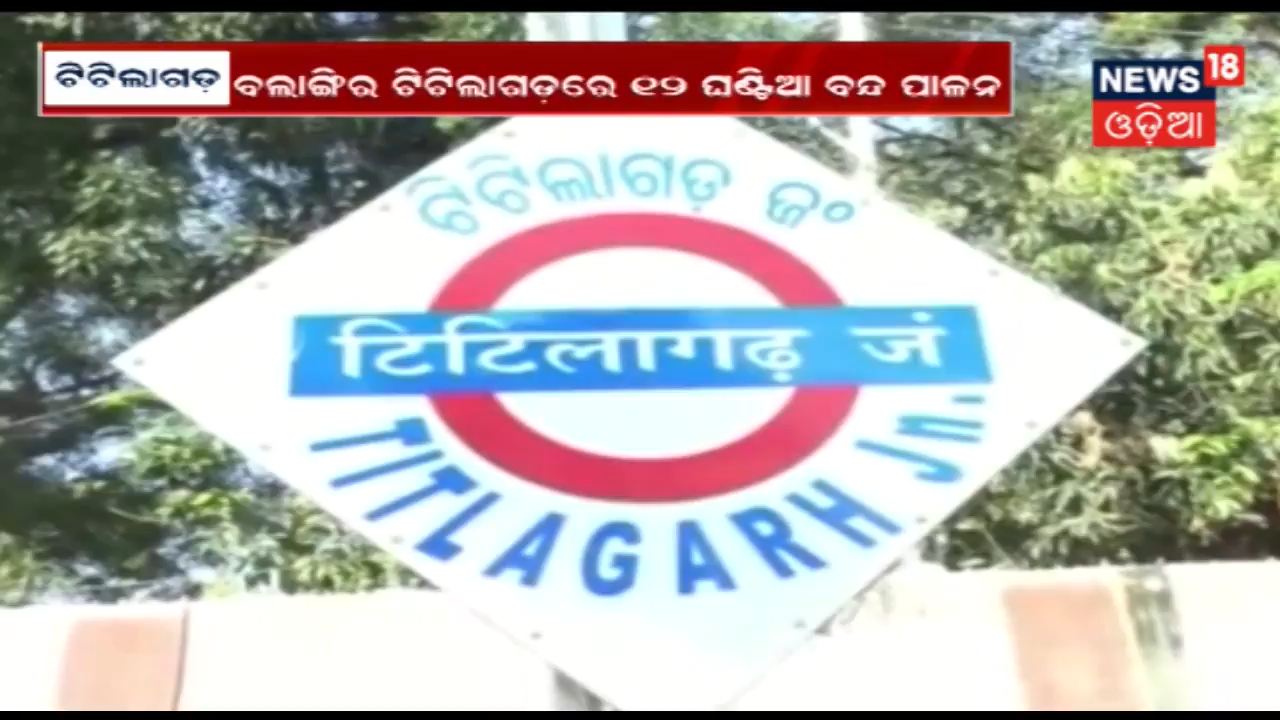 ଟିଟିଲାଗଡ଼
ବଲାଙ୍ଗିର ଟିଟିଲାଗଡ଼ରେ ୧୨ ଘଣ୍ଟିଆ ବନ୍ଦ ପାଳନ
NEWS 18
ଓଡ଼ିଆ
ଟିଟିଲାଗଡ଼ ଜଂ
टिटिलागढ़ जं
TITLAGARH Jn.